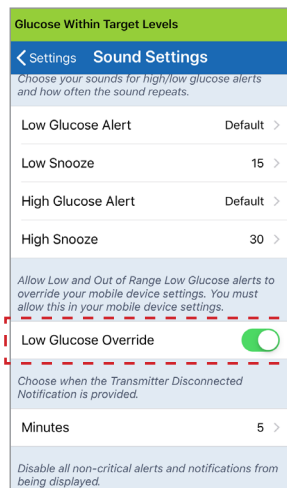 Glucose Within Target Levels
Settings Sound Settings
Choose your sounds for high/low glucose alerts
and how often the sound repeats.
Low Glucose Alert Default
Low Snooze 15
High Glucose Alert Default
High Snooze 30
Allow Low and Out of Range Low Glucose alerts to
override your mobile device settings. You must
allow this in your mobile device settings.
Low Glucose Override
Choose when the Transmitter Disconnected
Notification is provided.
Minutes 5
Disable all non-critical alerts and notifications from
being displayed.